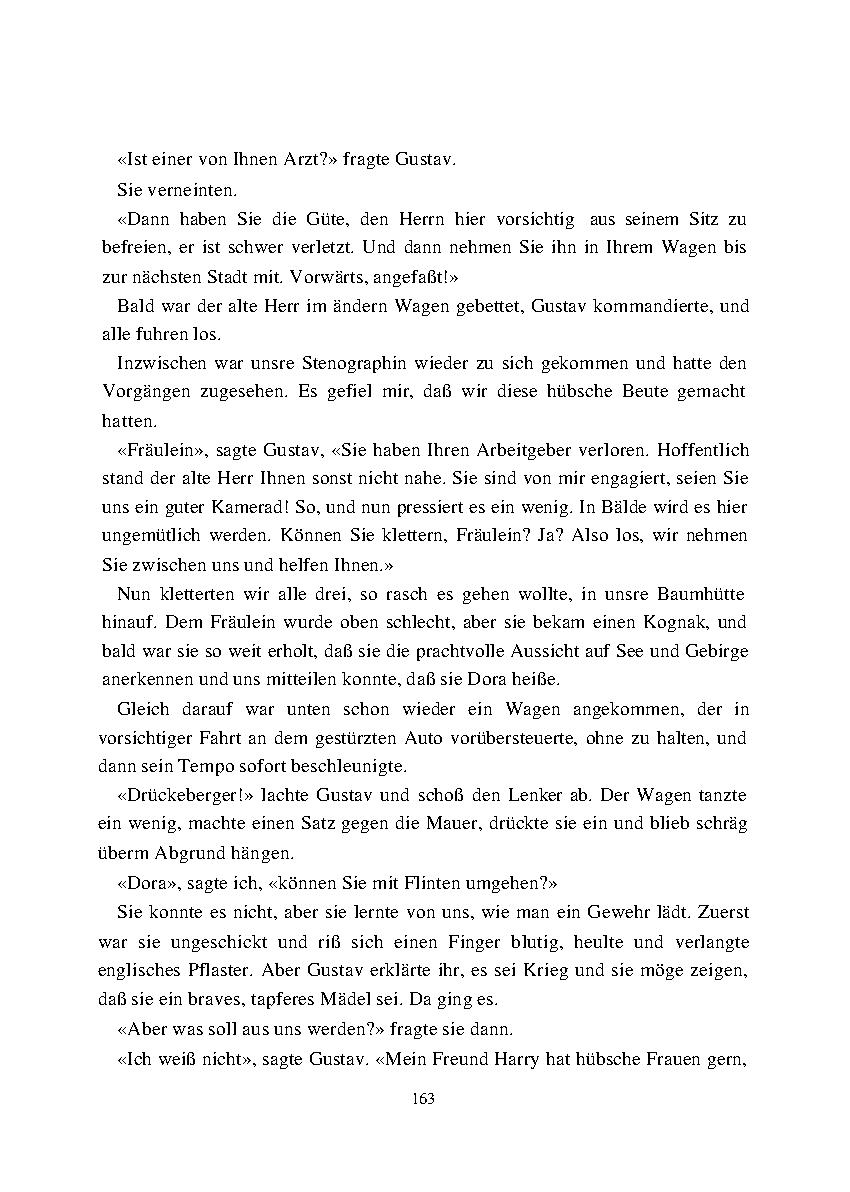 «Ist einer von Ihnen Arzt?» fragte Gustav.
Sie verneinten.
«Dann haben Sie die Güte, den Herrn hier vorsichtig aus seinem Sitz zu
befreien, er ist schwer verletzt. Und dann nehmen Sie ihn in Ihrem Wagen bis
zur nächsten Stadt mit. Vorwärts, angefaßt!»
Bald war der alte Herr im ändern Wagen gebettet, Gustav kommandierte, und
alle fuhren los.
Inzwischen war unsre Stenographin wieder zu sich gekommen und hatte den
Vorgängen zugesehen. Es gefiel mir, daß wir diese hübsche Beute gemacht
hatten.
«Fräulein», sagte Gustav, «Sie haben Ihren Arbeitgeber verloren. Hoffentlich
stand der alte Herr Ihnen sonst nicht nahe. Sie sind von mir engagiert, seien Sie
uns ein guter Kamerad! So, und nun pressiert es ein wenig. In Bälde wird es hier
ungemütlich werden. Können Sie klettern, Fräulein? Ja? Also los, wir nehmen
Sie zwischen uns und helfen Ihnen.»
Nun kletterten wir alle drei, so rasch es gehen wollte, in unsre Baumhütte
hinauf. Dem Fräulein wurde oben schlecht, aber sie bekam einen Kognak, und
bald war sie so weit erholt, daß sie die prachtvolle Aussicht auf See und Gebirge
anerkennen und uns mitteilen konnte, daß sie Dora heiße.
Gleich darauf war unten schon wieder ein Wagen angekommen, der in
vorsichtiger Fahrt an dem gestürzten Auto vorübersteuerte, ohne zu halten, und
dann sein Tempo sofort beschleunigte.
«Drückeberger!» lachte Gustav und schoß den Lenker ab. Der Wagen tanzte
ein wenig, machte einen Satz gegen die Mauer, drückte sie ein und blieb schräg
überm Abgrund hängen.
«Dora», sagte ich, «können Sie mit Flinten umgehen?»
Sie konnte es nicht, aber sie lernte von uns, wie man ein Gewehr lädt. Zuerst
war sie ungeschickt und riß sich einen Finger blutig, heulte und verlangte
englisches Pflaster. Aber Gustav erklärte ihr, es sei Krieg und sie möge zeigen,
daß sie ein braves, tapferes Mädel sei. Da ging es.
«Aber was soll aus uns werden?» fragte sie dann.
«Ich weiß nicht», sagte Gustav. «Mein Freund Harry hat hübsche Frauen gern,
163